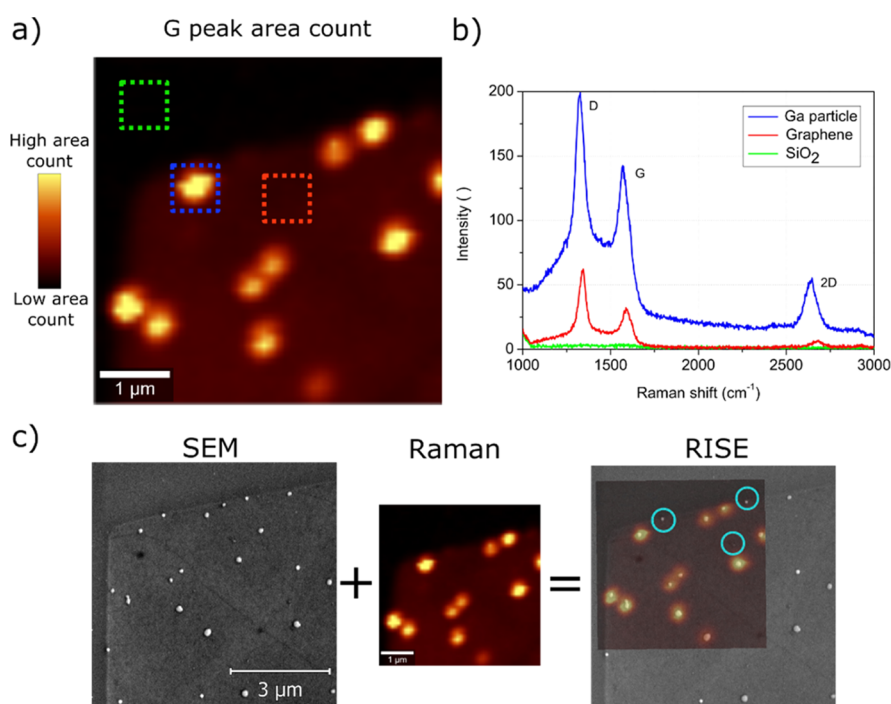 a)
G peak area count
High area
count
Low area
count
1 µm
b)
Intensity ( )
200
150
100
50
0
D
G
2D
Ga particle
Graphene
SiO₂
1000 1500 2000 2500 3000
Raman shift (cm⁻¹)
c)
SEM
Raman
RISE
3 µm
+
1 µm
=